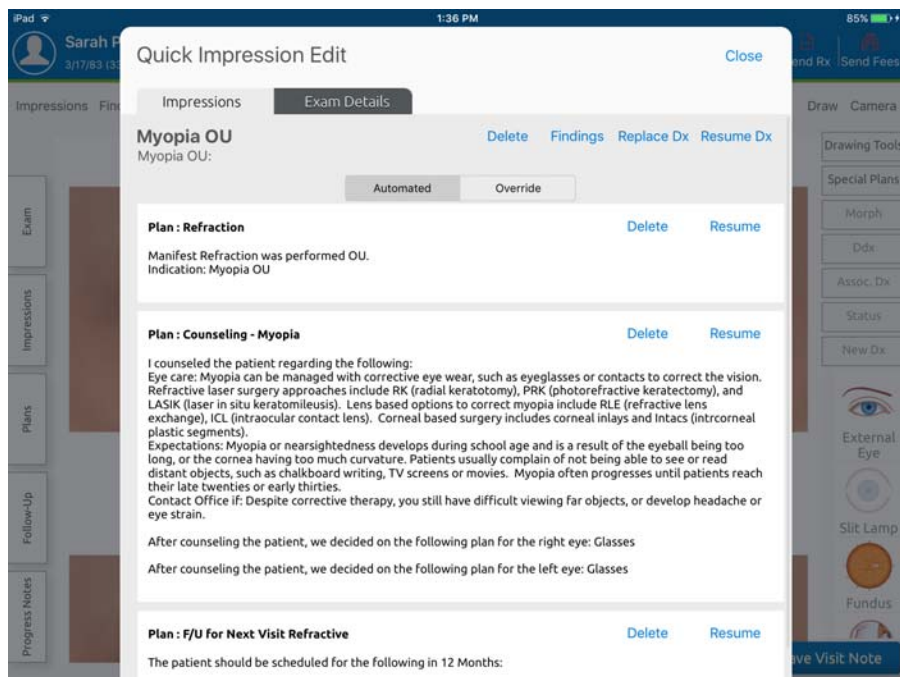 iPad 1:36 PM 85%
Sarah P
3/17/83 (33
end Rx Send Fees
Impressions Fin
Draw Camera
Quick Impression Edit Close
Impressions Exam Details
Myopia OU Delete Findings Replace Dx Resume Dx
Myopia OU:
Automated Override
Plan : Refraction Delete Resume
Manifest Refraction was performed OU.
Indication: Myopia OU
Plan : Counseling - Myopia Delete Resume
I counseled the patient regarding the following:
Eye care: Myopia can be managed with corrective eye wear, such as eyeglasses or contacts to correct the vision.
Refractive laser surgery approaches include RK (radial keratotomy), PRK (photorefractive keratectomy), and
LASIK (laser in situ keratomileusis). Lens based options to correct myopia include RLE (refractive lens
exchange), ICL (intraocular contact lens). Corneal based surgery includes corneal inlays and Intacs (intrcorneal
plastic segments).
Expectations: Myopia or nearsightedness develops during school age and is a result of the eyeball being too
long, or the cornea having too much curvature. Patients usually complain of not being able to see or read
distant objects, such as chalkboard writing, TV screens or movies. Myopia often progresses until patients reach
their late twenties or early thirties.
Contact Office if: Despite corrective therapy, you still have difficult viewing far objects, or develop headache or
eye strain.
After counseling the patient, we decided on the following plan for the right eye: Glasses
After counseling the patient, we decided on the following plan for the left eye: Glasses
Plan : F/U for Next Visit Refractive Delete Resume
The patient should be scheduled for the following in 12 Months:
Exam
Impressions
Plans
Follow-Up
Progress Notes
Drawing Tools
Special Plans
Morph
Ddx
Assoc. Dx
Status
New Dx
External
Eye
Slit Lamp
Fundus
ave Visit Note